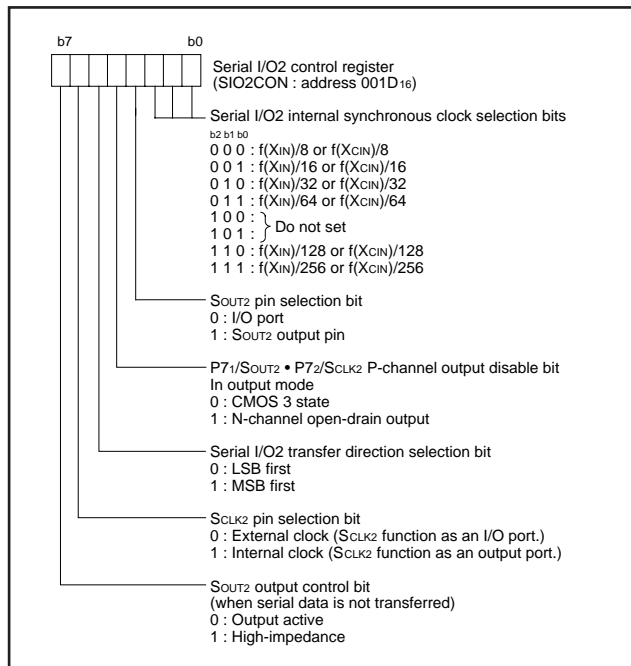 b7 b0
Serial I/O2 control register
(SIO2CON : address 001D16)
Serial I/O2 internal synchronous clock selection bits
b2 b1 b0
0 0 0 : f(XIN)/8 or f(XCIN)/8
0 0 1 : f(XIN)/16 or f(XCIN)/16
0 1 0 : f(XIN)/32 or f(XCIN)/32
0 1 1 : f(XIN)/64 or f(XCIN)/64
1 0 0 :
Do not set
1 0 1 :
1 1 0 : f(XIN)/128 or f(XCIN)/128
1 1 1 : f(XIN)/256 or f(XCIN)/256
SOUT2 pin selection bit
0 : I/O port
1 : SOUT2 output pin
P71/SOUT2 • P72/SCLK2 P-channel output disable bit
In output mode
0 : CMOS 3 state
1 : N-channel open-drain output
Serial I/O2 transfer direction selection bit
0 : LSB first
1 : MSB first
SCLK2 pin selection bit
0 : External clock (SCLK2 function as an I/O port.)
1 : Internal clock (SCLK2 function as an output port.)
SOUT2 output control bit
(when serial data is not transferred)
0 : Output active
1 : High-impedance